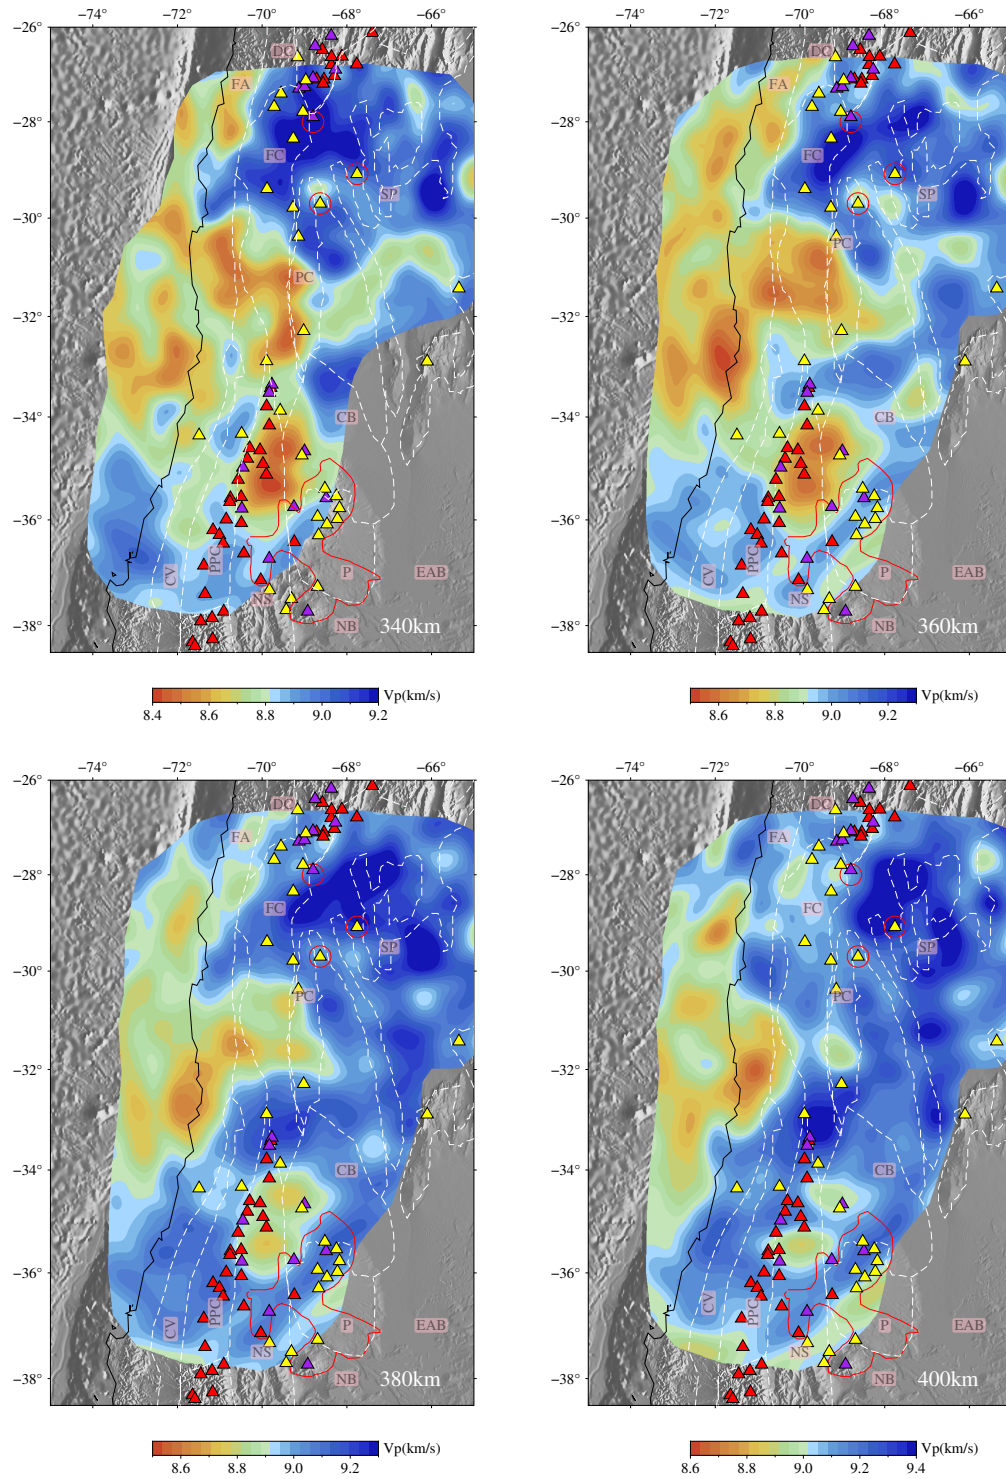 −74° −72° −70° −68° −66°
−26°
−28°
−30°
−32°
−34°
−36°
−38°
DC
FA
FC
SP
PC
CB
CV
PPC
NS
P
EAB
NB
340km
Vp(km/s)
8.4 8.6 8.8 9.0 9.2
−74° −72° −70° −68° −66°
−26°
−28°
−30°
−32°
−34°
−36°
−38°
DC
FA
FC
SP
PC
CB
CV
PPC
NS
P
EAB
NB
360km
Vp(km/s)
8.6 8.8 9.0 9.2
−74° −72° −70° −68° −66°
−26°
−28°
−30°
−32°
−34°
−36°
−38°
DC
FA
FC
SP
PC
CB
CV
PPC
NS
P
EAB
NB
380km
Vp(km/s)
8.6 8.8 9.0 9.2
−74° −72° −70° −68° −66°
−26°
−28°
−30°
−32°
−34°
−36°
−38°
DC
FA
FC
SP
PC
CB
CV
PPC
NS
P
EAB
NB
400km
Vp(km/s)
8.6 8.8 9.0 9.2 9.4